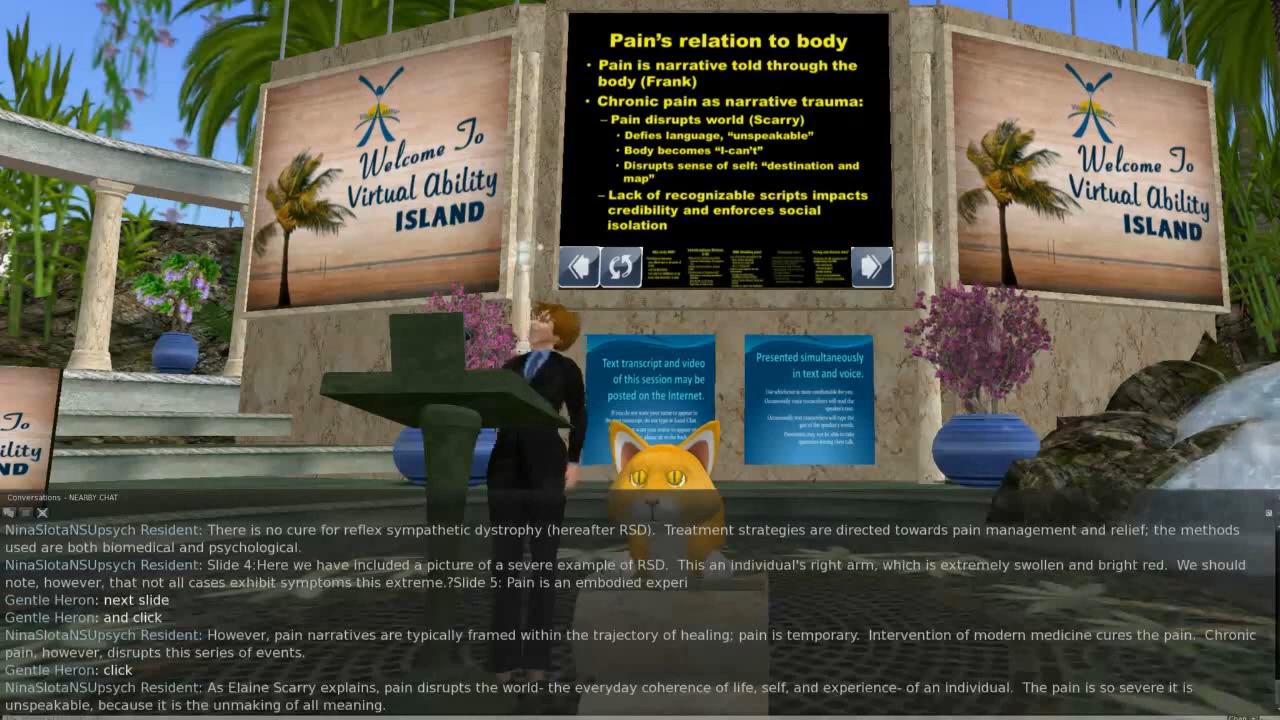 Pain's relation to body
• Pain is narrative told through the
body (Frank)
• Chronic pain as narrative trauma:
– Pain disrupts world (Scarry)
• Defies language, "unspeakable"
• Body becomes "I-can't"
• Disrupts sense of self: "destination and
map"
– Lack of recognizable scripts impacts
credibility and enforces social
isolation
Welcome To
Virtual Ability
ISLAND
Welcome To
Virtual Ability
ISLAND
Text transcript and video
of this session may be
posted on the Internet.
Presented simultaneously
in text and voice.
To
ility
ND
Conversations - NEARBY CHAT
NinaSlotaNSUpsych Resident: There is no cure for reflex sympathetic dystrophy (hereafter RSD).  Treatment strategies are directed towards pain management and relief; the methods
used are both biomedical and psychological.
NinaSlotaNSUpsych Resident: Slide 4:Here we have included a picture of a severe example of RSD.  This an individual's right arm, which is extremely swollen and bright red.  We should
note, however, that not all cases exhibit symptoms this extreme.?Slide 5: Pain is an embodied experi
Gentle Heron: next slide
Gentle Heron: and click
NinaSlotaNSUpsych Resident: However, pain narratives are typically framed within the trajectory of healing; pain is temporary.  Intervention of modern medicine cures the pain.  Chronic
pain, however, disrupts this series of events.
Gentle Heron: click
NinaSlotaNSUpsych Resident: As Elaine Scarry explains, pain disrupts the world- the everyday coherence of life, self, and experience- of an individual.  The pain is so severe it is
unspeakable, because it is the unmaking of all meaning.